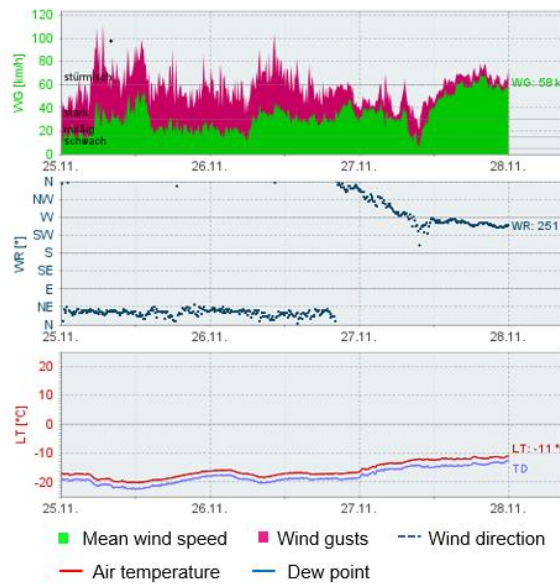 120
100
80
60
40
20
0
WG [km/h]
stürmisch
stark
mäßig
schwach
WG: 58 k
25.11.
26.11.
27.11.
28.11.
N
NW
W
SW
S
SE
E
NE
N
WR [°]
WR: 251
25.11.
26.11.
27.11.
28.11.
20
10
0
-10
-20
LT [°C]
LT: -11 °
TD
25.11.
26.11.
27.11.
28.11.
Mean wind speed Wind gusts Wind direction
Air temperature Dew point